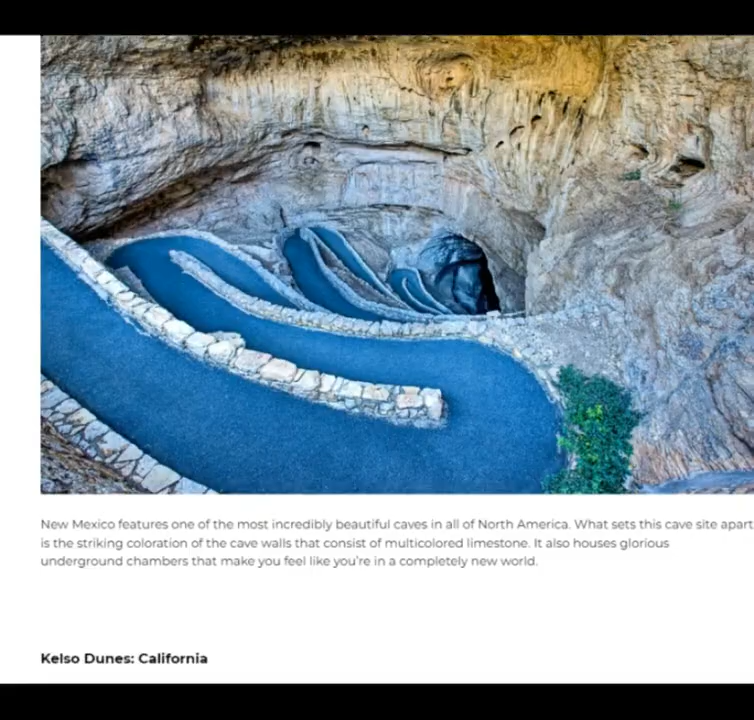 New Mexico features one of the most incredibly beautiful caves in all of North America. What sets this cave site apart
is the striking coloration of the cave walls that consist of multicolored limestone. It also houses glorious
underground chambers that make you feel like you're in a completely new world.
Kelso Dunes: California